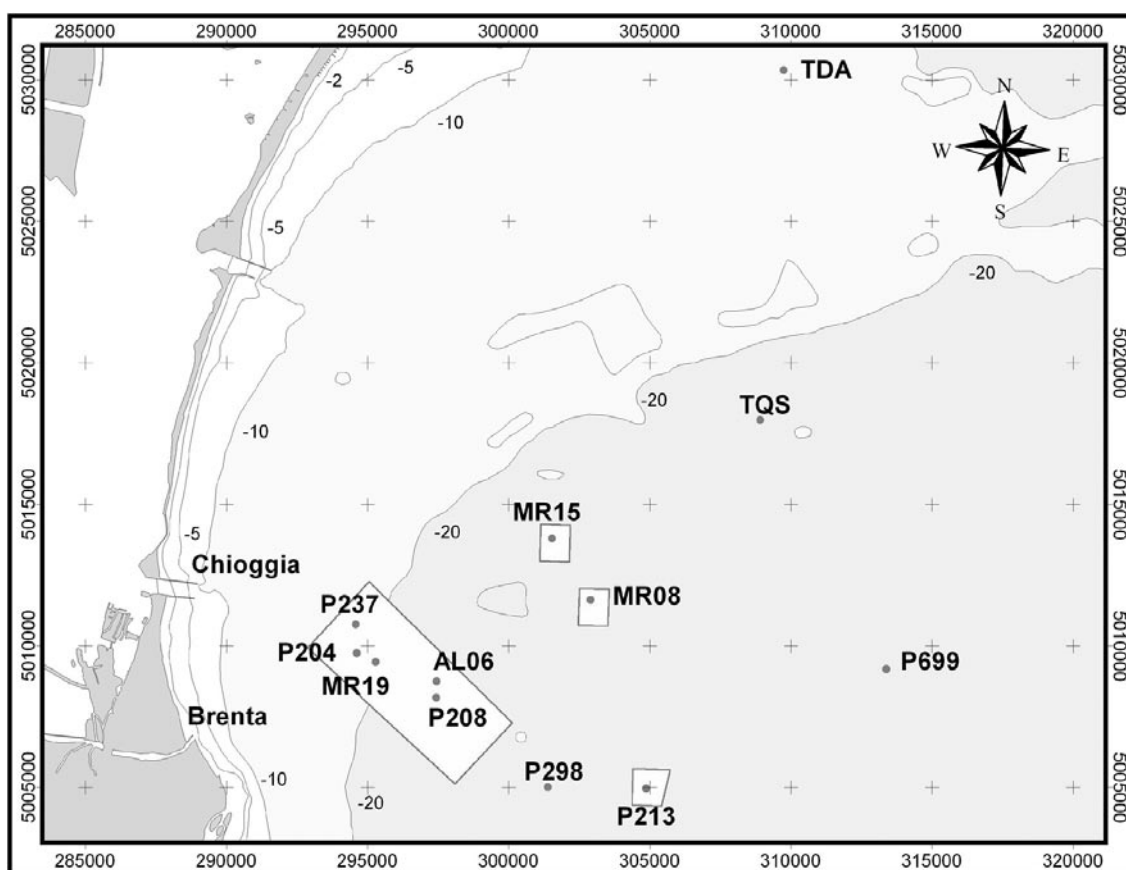 285000 290000 295000 300000 305000 310000 315000 320000
5030000 5030000
-2 -5 TDA
-10
N
W E
S
5025000 5025000
-5
-20
5020000 5020000
-20 TQS
-10
5015000 5015000
MR15
-5 -20
Chioggia
MR08
P237
5010000 5010000
P204 AL06 P699
MR19
Brenta P208
-10 P298
5005000 5005000
-20 P213
285000 290000 295000 300000 305000 310000 315000 320000